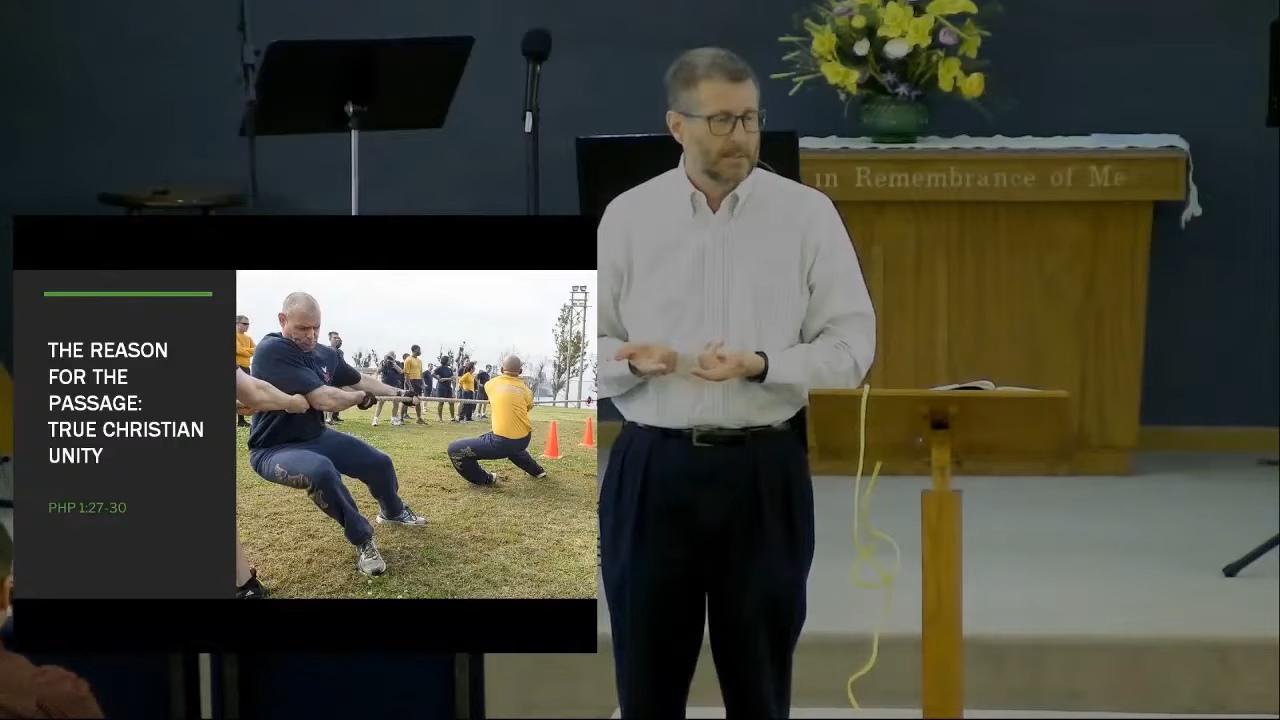 THE REASON
FOR THE
PASSAGE:
TRUE CHRISTIAN
UNITY
PHP 1:27-30
in Remembrance of Me